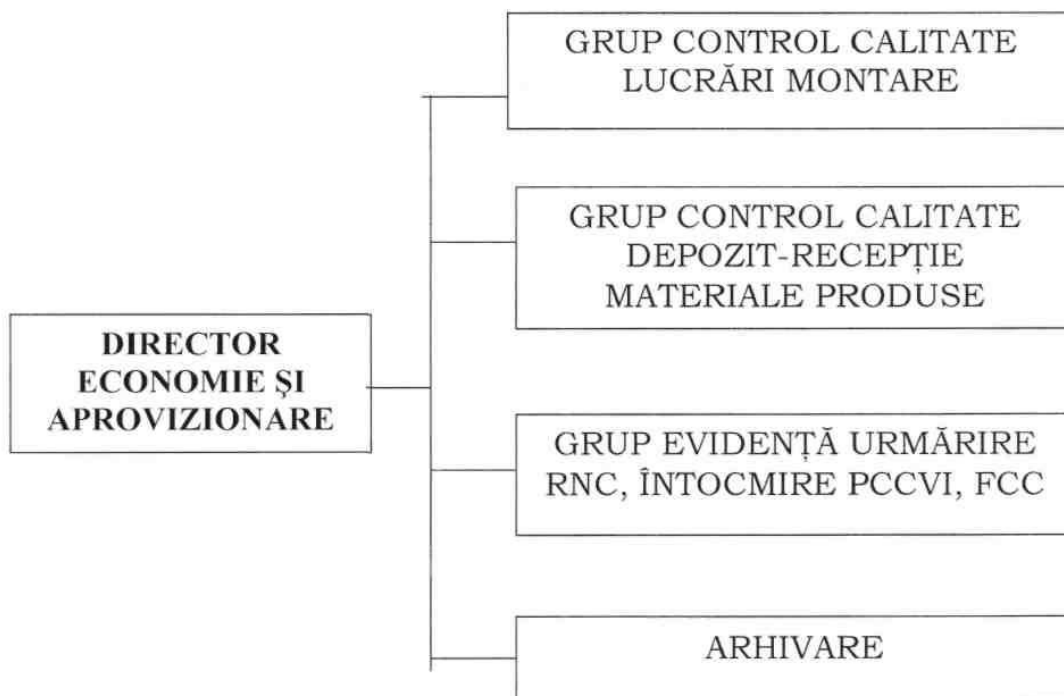 GRUP CONTROL CALITATE
LUCRĂRI MONTARE
GRUP CONTROL CALITATE
DEPOZIT-RECEPȚIE
MATERIALE PRODUSE
DIRECTOR
ECONOMIE ŞI
APROVIZIONARE
GRUP EVIDENȚĂ URMĂRIRE
RNC, ÎNTOCMIRE PCCVI, FCC
ARHIVARE